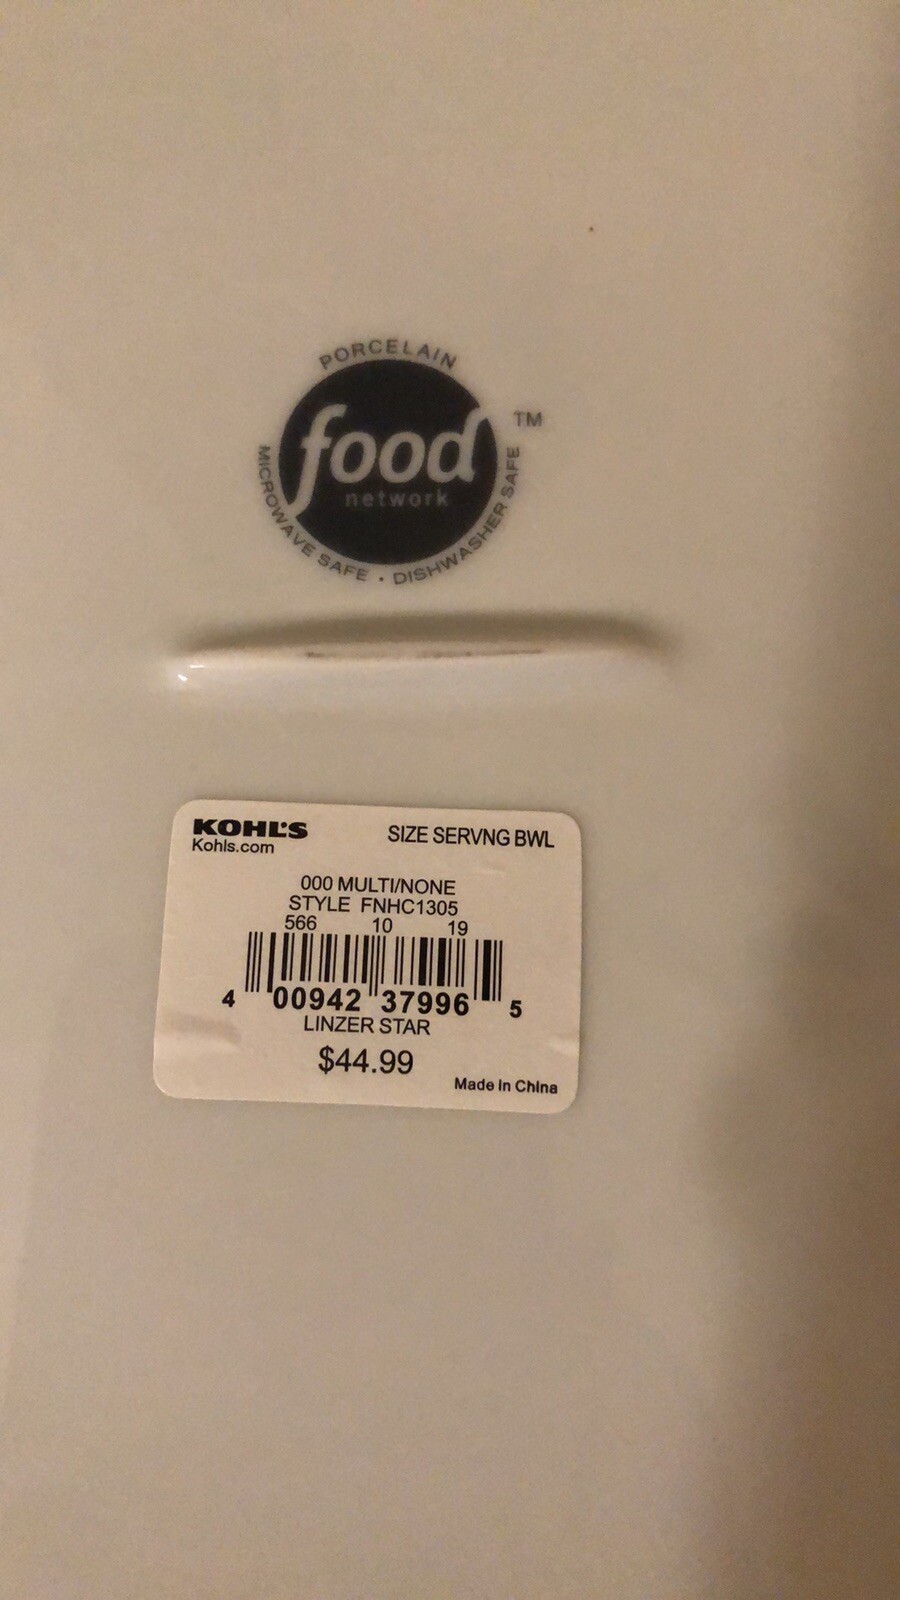 PORCELAIN
food
network
TM
MICROWAVE SAFE • DISHWASHER SAFE
KOHL'S
Kohls.com
SIZE SERVNG BWL
000 MULTI/NONE
STYLE FNHC1305
566 10 19
4 00942 37996 5
LINZER STAR
$44.99
Made In China